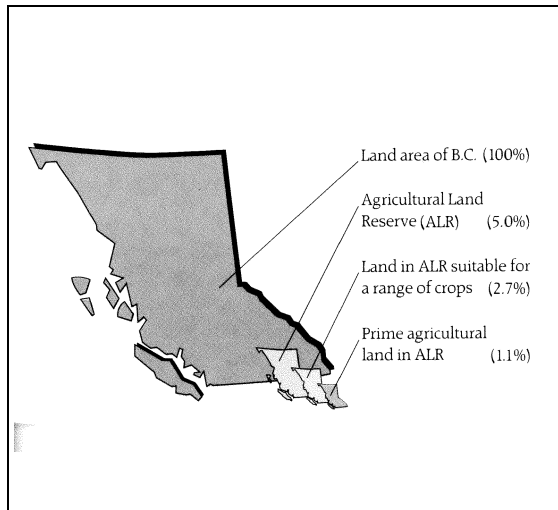 Land area of B.C. (100%)
Agricultural Land
Reserve (ALR) (5.0%)
Land in ALR suitable for
a range of crops (2.7%)
Prime agricultural
land in ALR (1.1%)